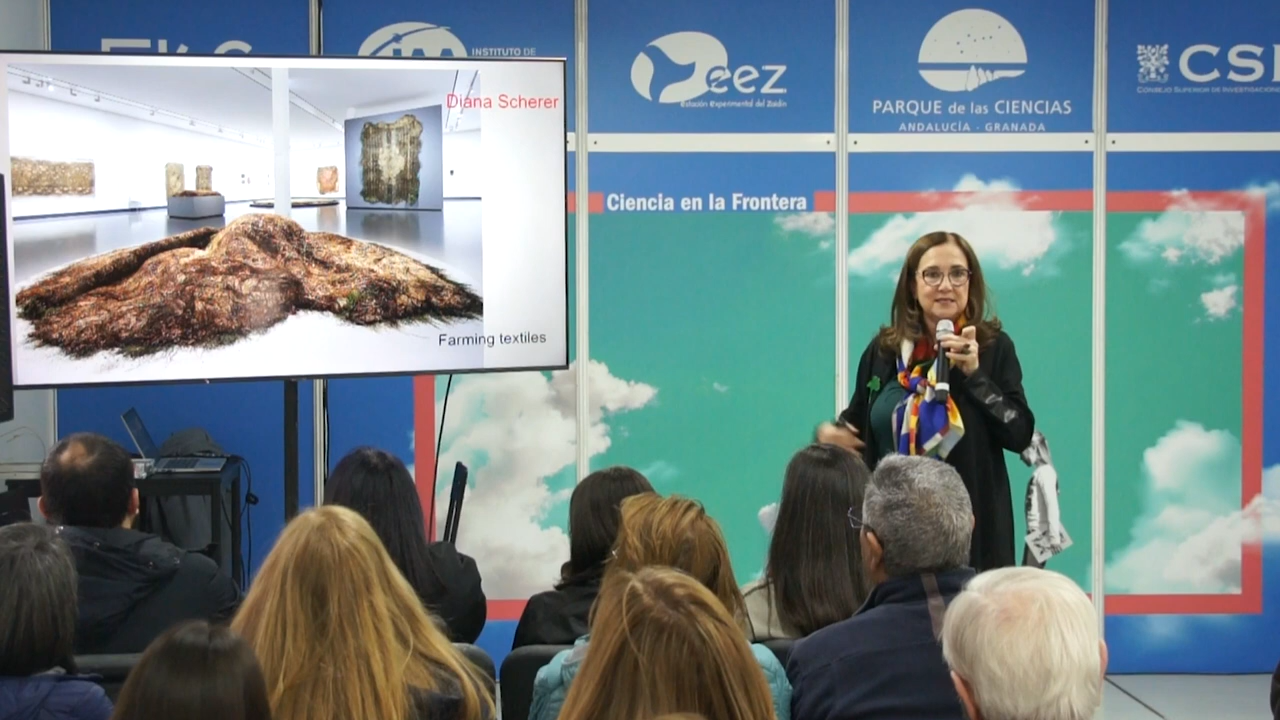 Diana Scherer
Farming textiles
INSTITUTO DE
eez
Estación Experimental del Zaidín
PARQUE de las CIENCIAS
ANDALUCÍA - GRANADA
CSI
CONSEJO SUPERIOR DE INVESTIGACIONES
Ciencia en la Frontera